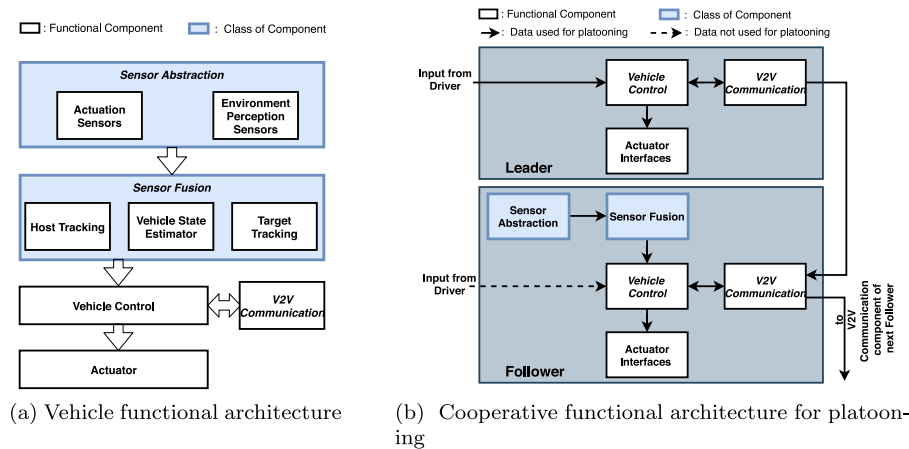 : Functional Component
: Class of Component
Sensor Abstraction
Actuation
Sensors
Environment
Perception
Sensors
Sensor Fusion
Host Tracking
Vehicle State
Estimator
Target
Tracking
Vehicle Control
V2V
Communication
Actuator
(a) Vehicle functional architecture
: Functional Component
: Class of Component
: Data used for platooning
: Data not used for platooning
Input from
Driver
Vehicle
Control
V2V
Communication
Actuator
Interfaces
Leader
Sensor
Abstraction
Sensor Fusion
Input from
Driver
Vehicle
Control
V2V
Communication
Actuator
Interfaces
Follower
to
V2V
Communication
component of
next Follower
(b) Cooperative functional architecture for platoon-
ing